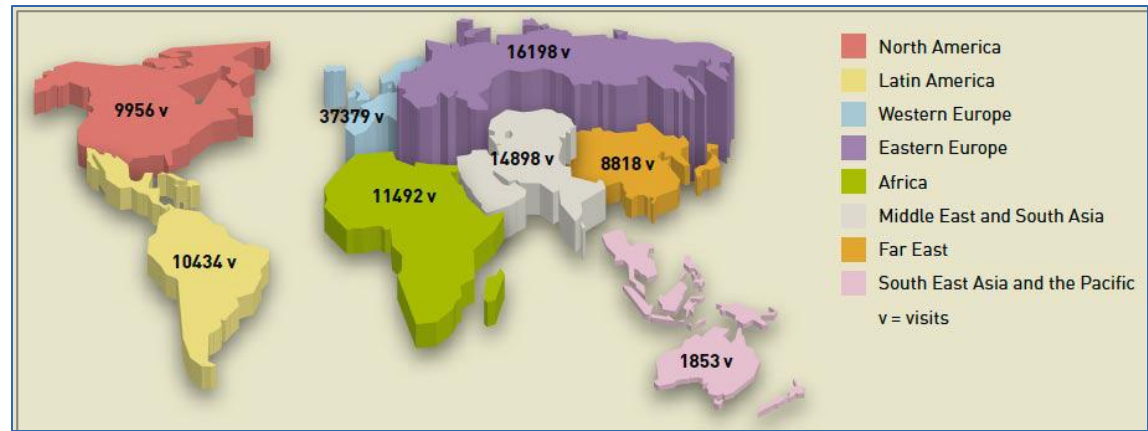 16198 v
9956 v
37379 v
14898 v
8818 v
11492 v
10434 v
1853 v
North America
Latin America
Western Europe
Eastern Europe
Africa
Middle East and South Asia
Far East
South East Asia and the Pacific
v = visits